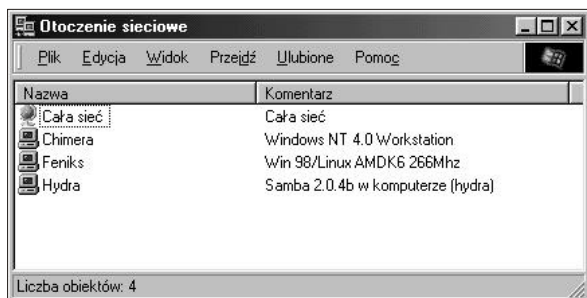 Otoczenie sieciowe
Plik Edycja Widok Przejdź Ulubione Pomoc
Nazwa Komentarz
Cała sieć Cała sieć
Chimera Windows NT 4.0 Workstation
Feniks Win 98/Linux AMDK6 266Mhz
Hydra Samba 2.0.4b w komputerze (hydra)
Liczba obiektów: 4